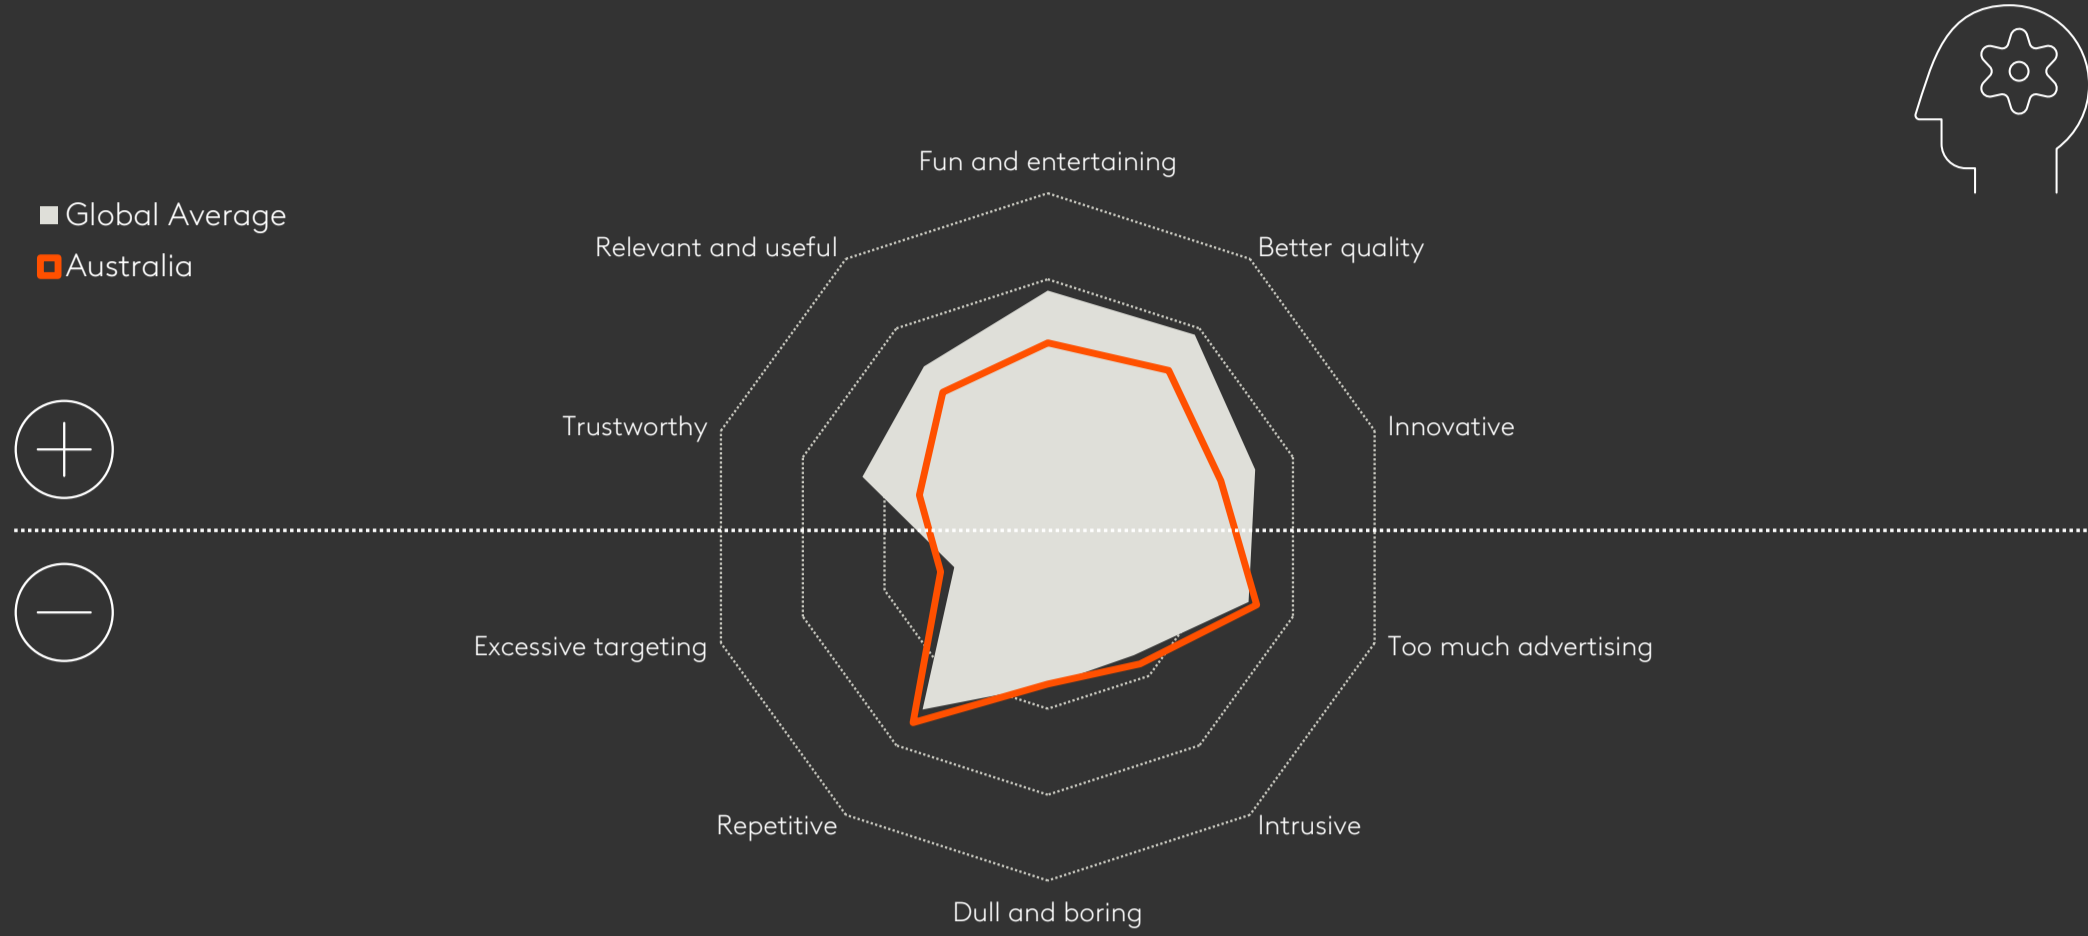 Global Average
Australia
Fun and entertaining
Relevant and useful
Better quality
Trustworthy
Innovative
Excessive targeting
Too much advertising
Repetitive
Intrusive
Dull and boring